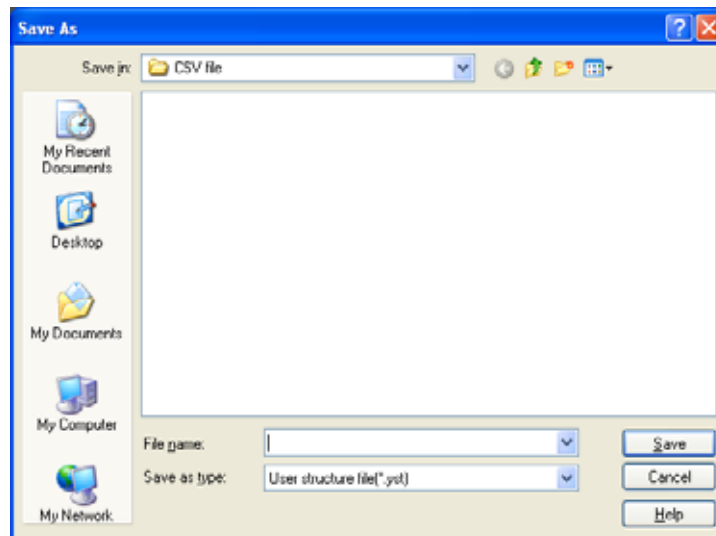 Save As
Save in:
CSV file
My Recent
Documents
Desktop
My Documents
My Computer
My Network
File name:
Save
Save as type:
User structure file(*.yst)
Cancel
Help